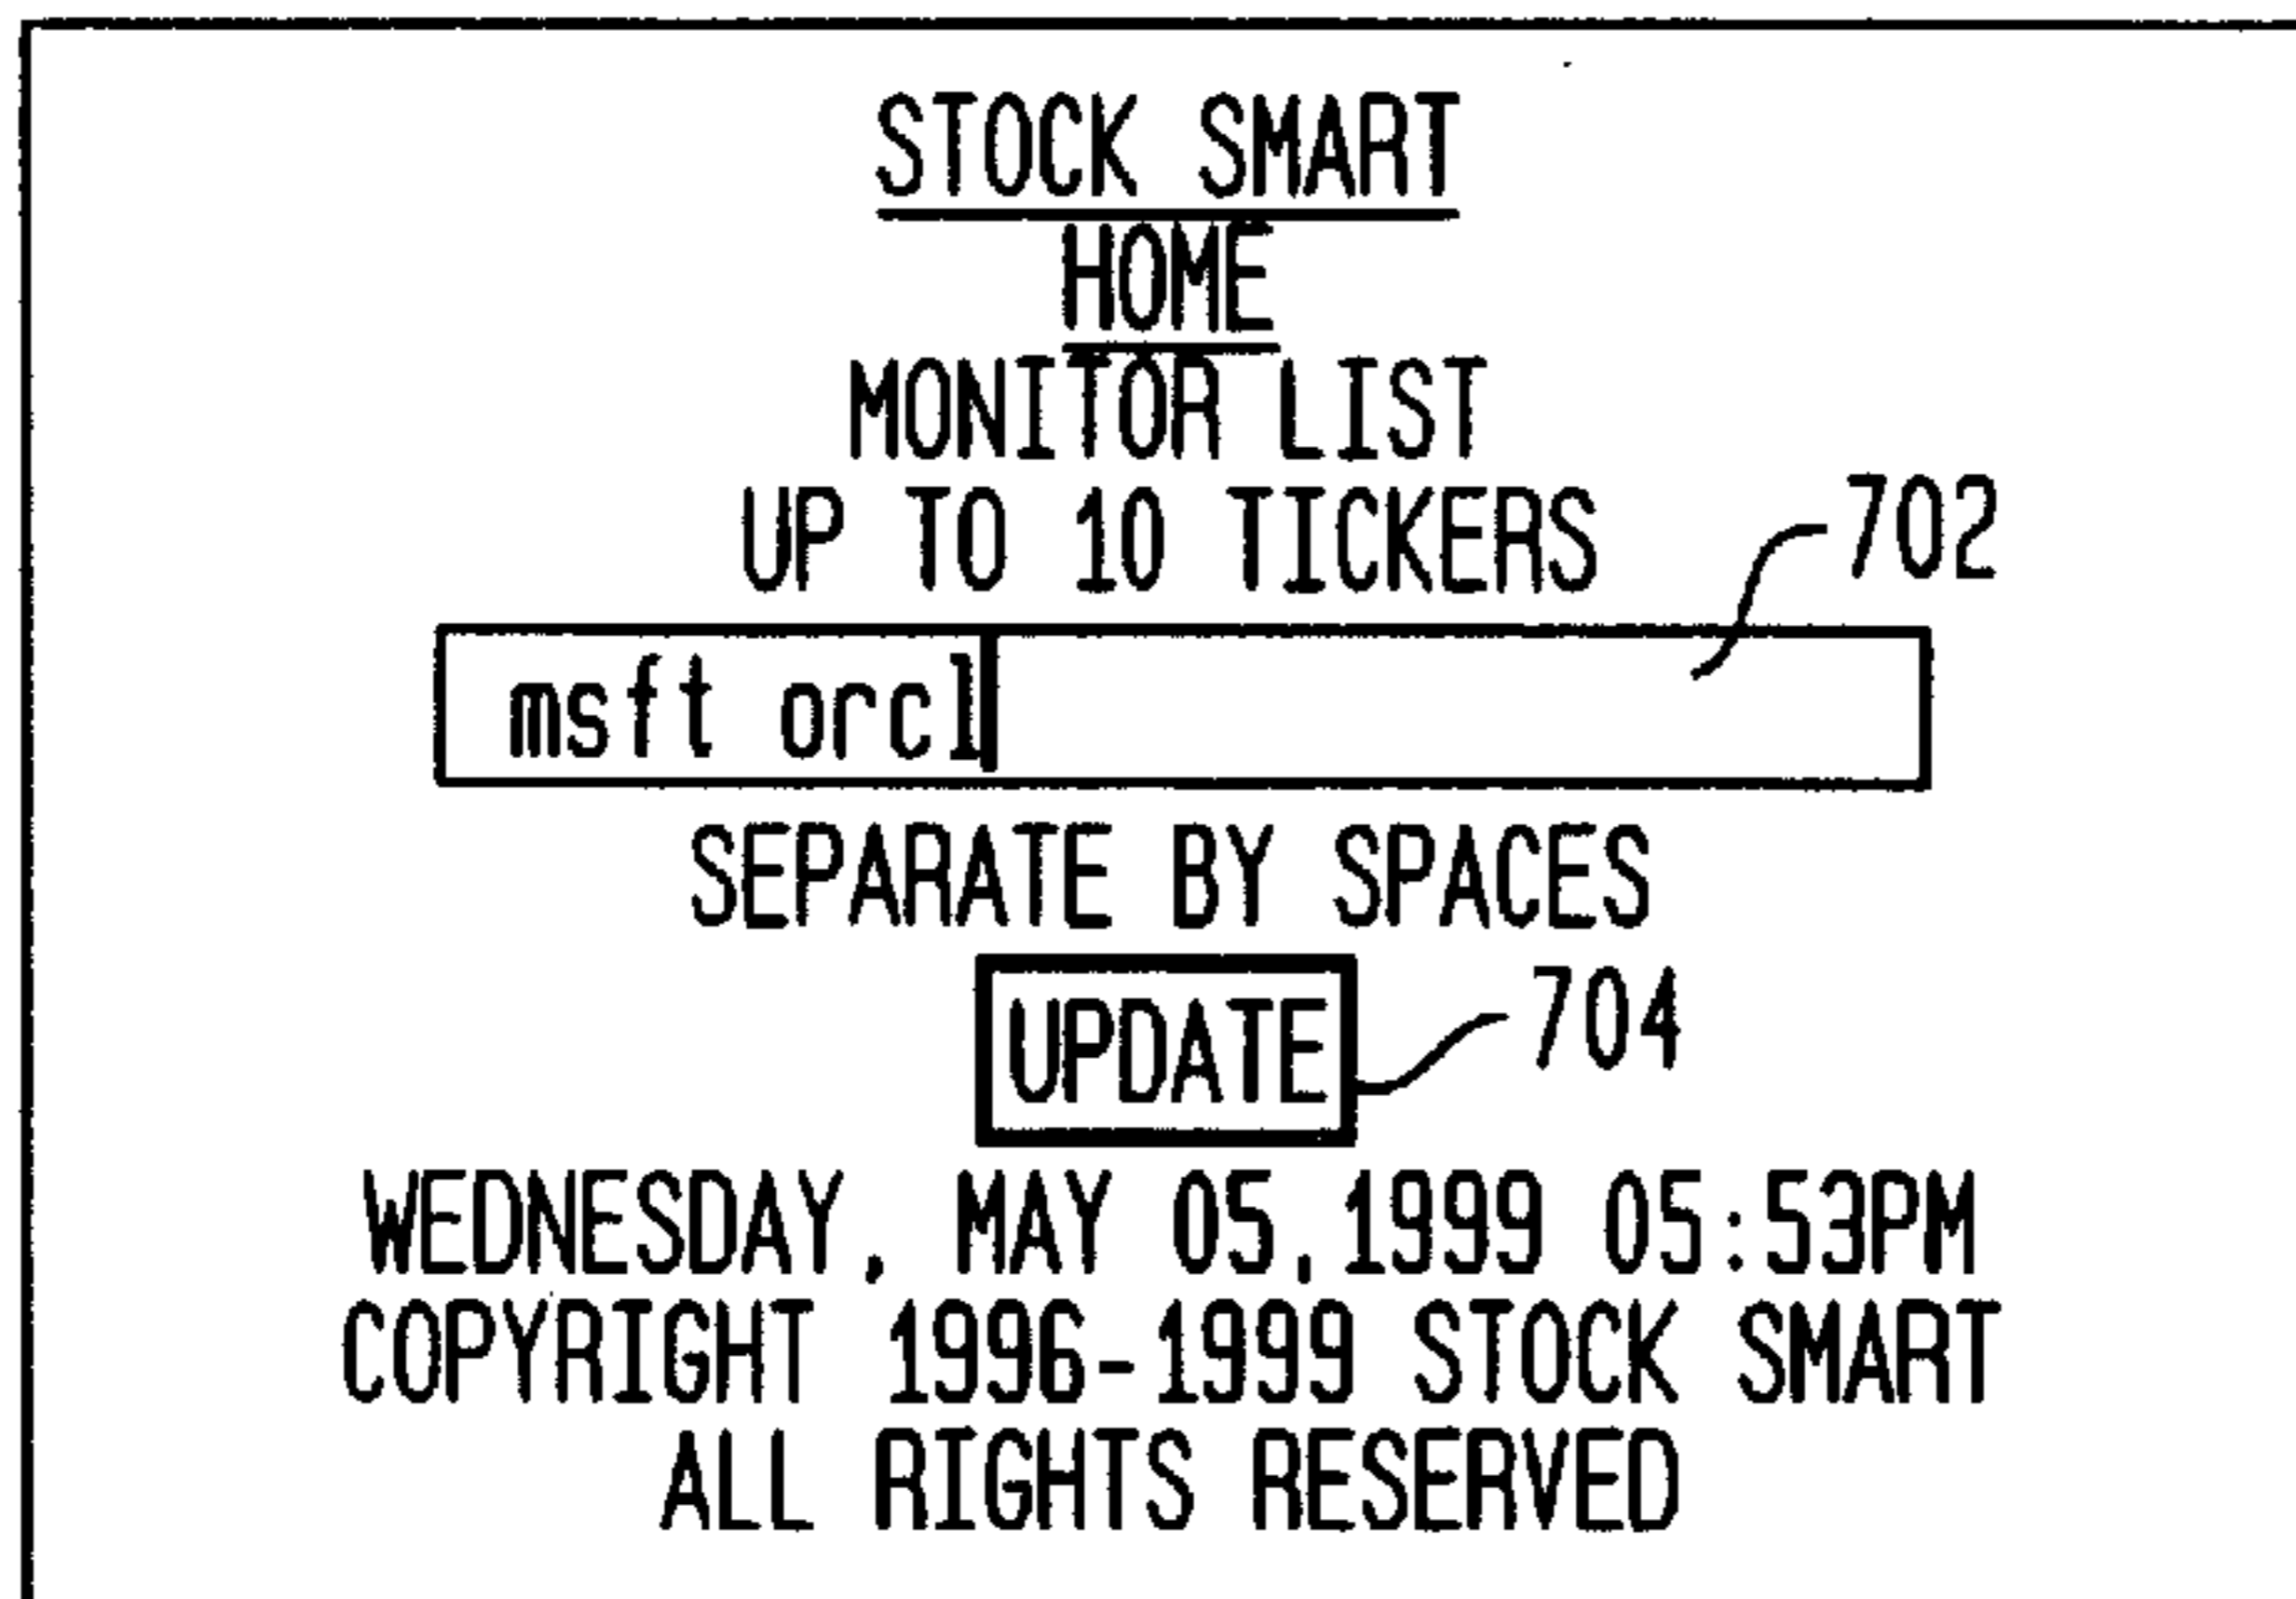 STOCK SMART
HOME
MONITOR LIST
UP TO 10 TICKERS
702
msft orcl
SEPARATE BY SPACES
UPDATE
704
WEDNESDAY, MAY 05,1999 05:53PM
COPYRIGHT 1996-1999 STOCK SMART
ALL RIGHTS RESERVED